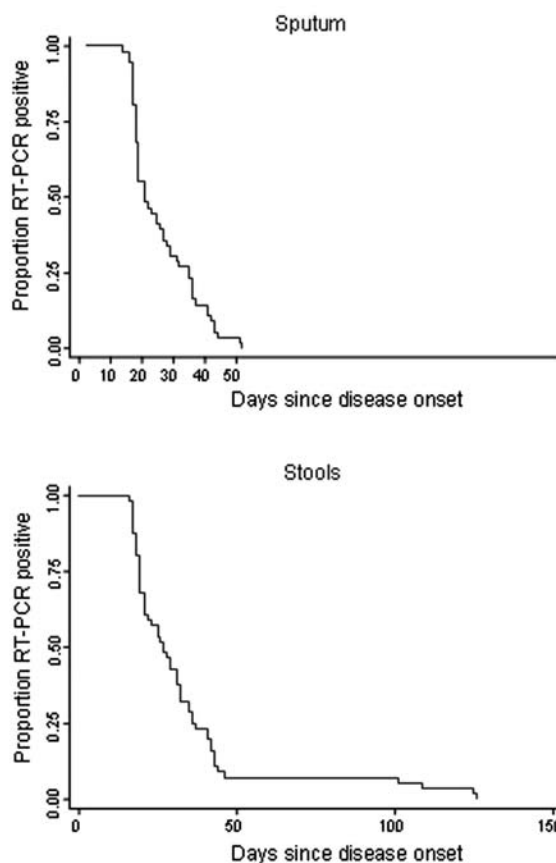 Sputum
Proportion RT-PCR positive
1.00
0.75
0.50
0.25
0.00
0 10 20 30 40 50
Days since disease onset
Stools
Proportion RT-PCR positive
1.00
0.75
0.50
0.25
0.00
0 50 100 150
Days since disease onset